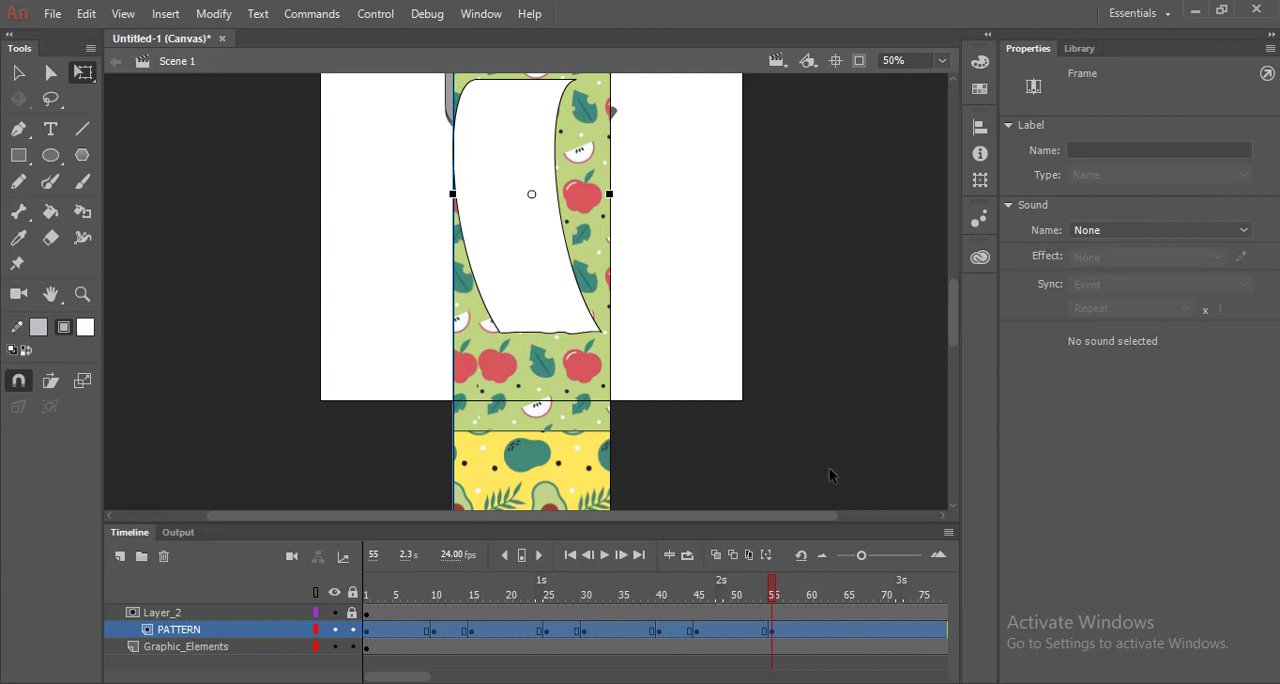 An File Edit View Insert Modify Text Commands Control Debug Window Help Essentials
Tools
Untitled-1 (Canvas)* ×
Scene 1
50%
Properties Library
Frame
Label
Name:
Type: Name
Sound
Name: None
Effect: None
Sync: Event
Repeat x 1
No sound selected
Timeline Output
55 2.3s 24.00 fps
1s 2s 3s
1 5 10 15 20 25 30 35 40 45 50 55 60 65 70 75
Layer_2
PATTERN
Graphic_Elements
Activate Windows
Go to Settings to activate Windows.